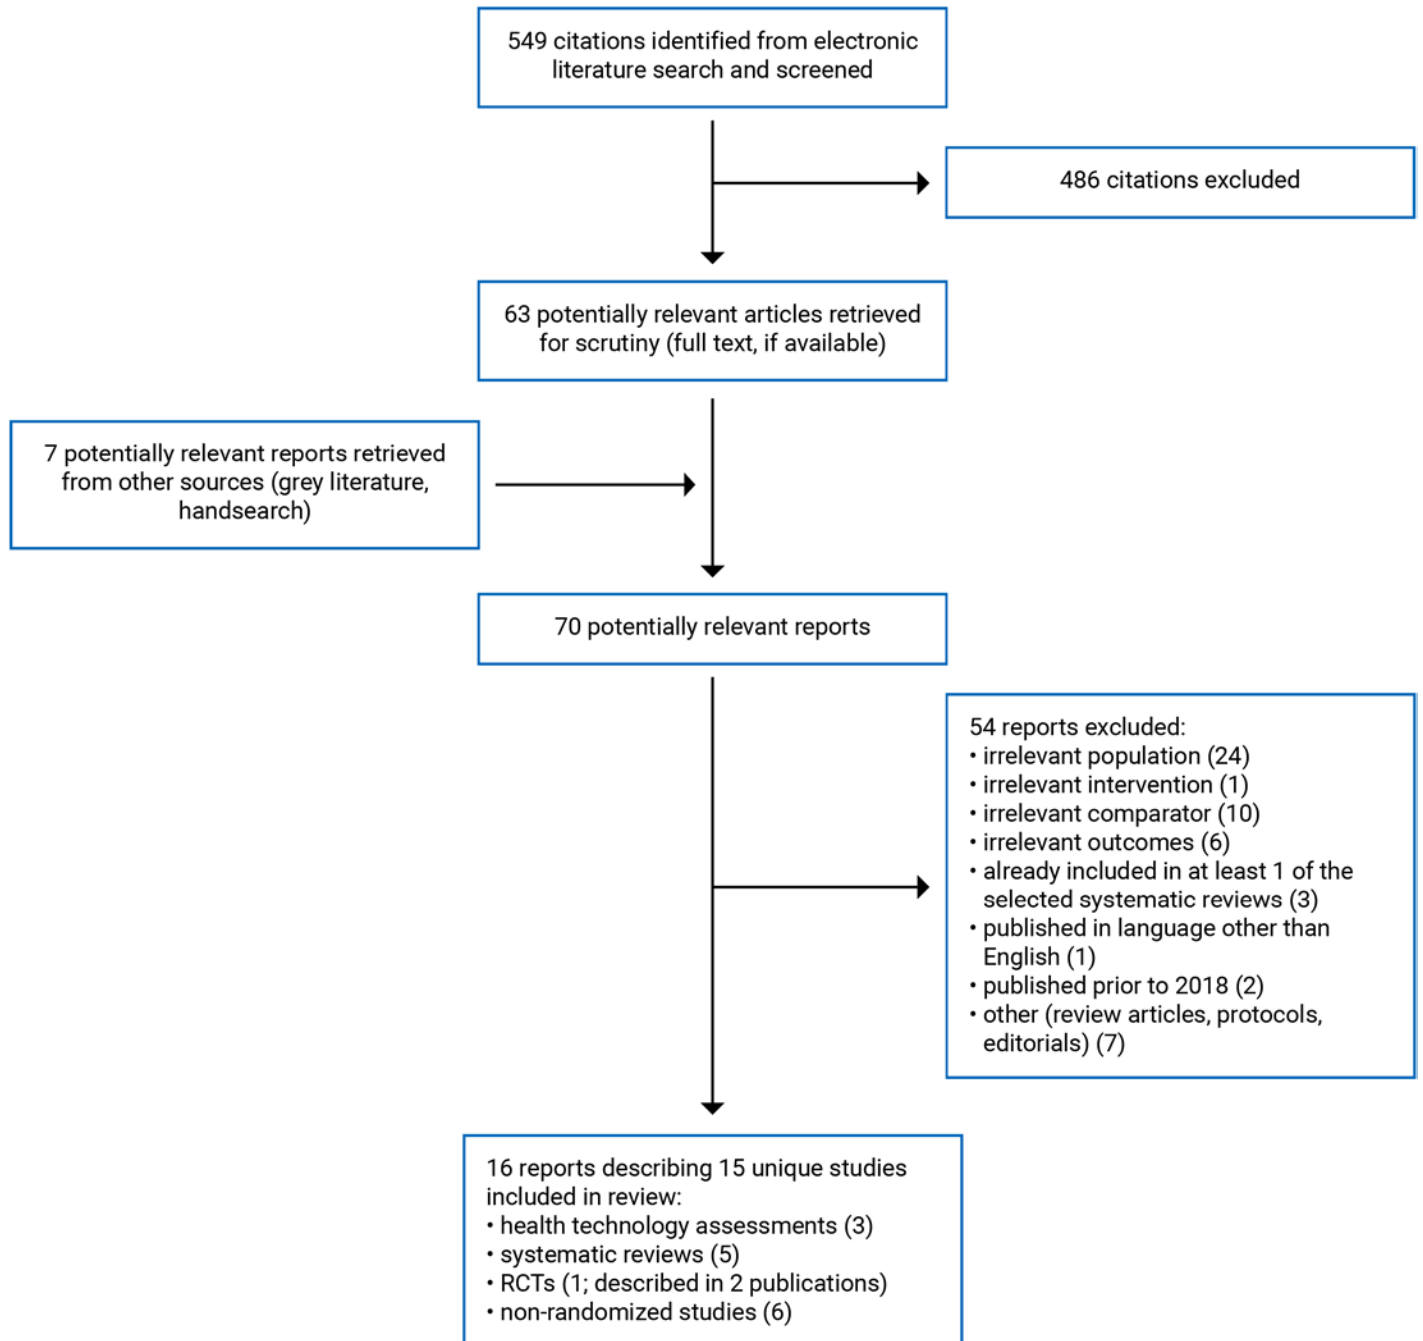 549 citations identified from electronic
literature search and screened
486 citations excluded
63 potentially relevant articles retrieved
for scrutiny (full text, if available)
7 potentially relevant reports retrieved
from other sources (grey literature,
handsearch)
70 potentially relevant reports
54 reports excluded:
• irrelevant population (24)
• irrelevant intervention (1)
• irrelevant comparator (10)
• irrelevant outcomes (6)
• already included in at least 1 of the
selected systematic reviews (3)
• published in language other than
English (1)
• published prior to 2018 (2)
• other (review articles, protocols,
editorials) (7)
16 reports describing 15 unique studies
included in review:
• health technology assessments (3)
• systematic reviews (5)
• RCTs (1; described in 2 publications)
• non-randomized studies (6)